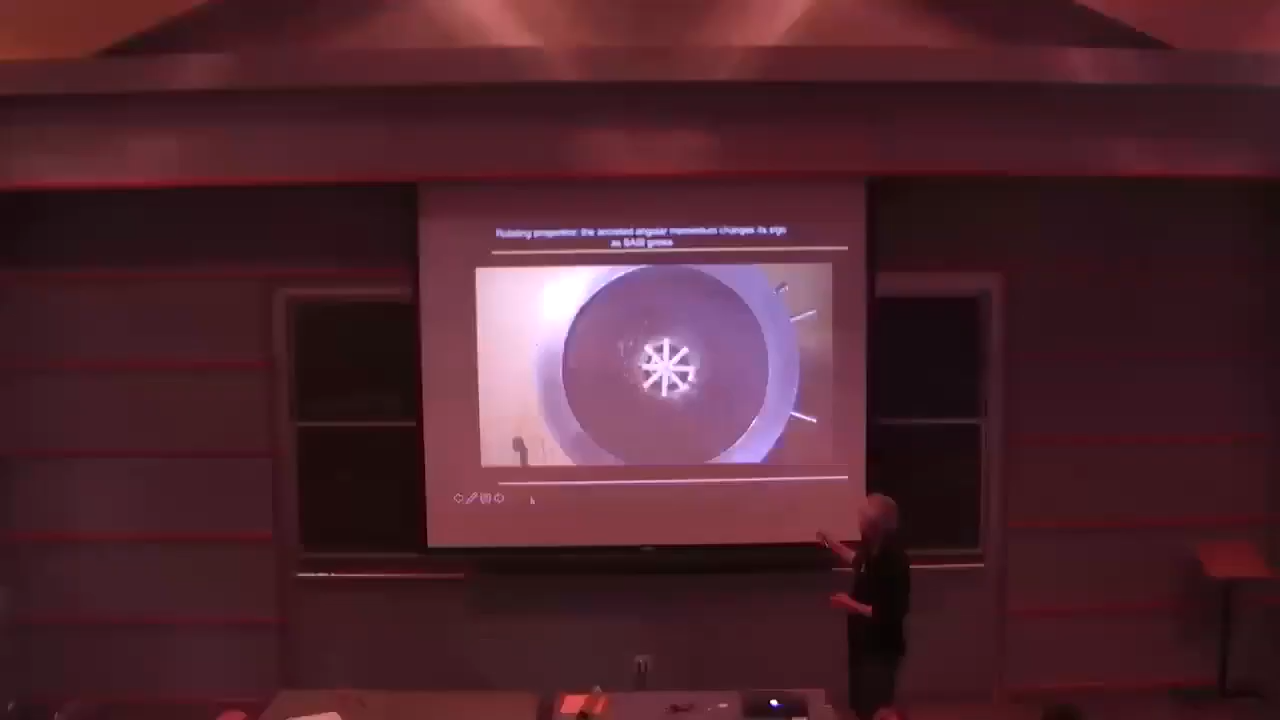 Rotating progenitor: the accreted angular momentum changes its sign
as SASI grows